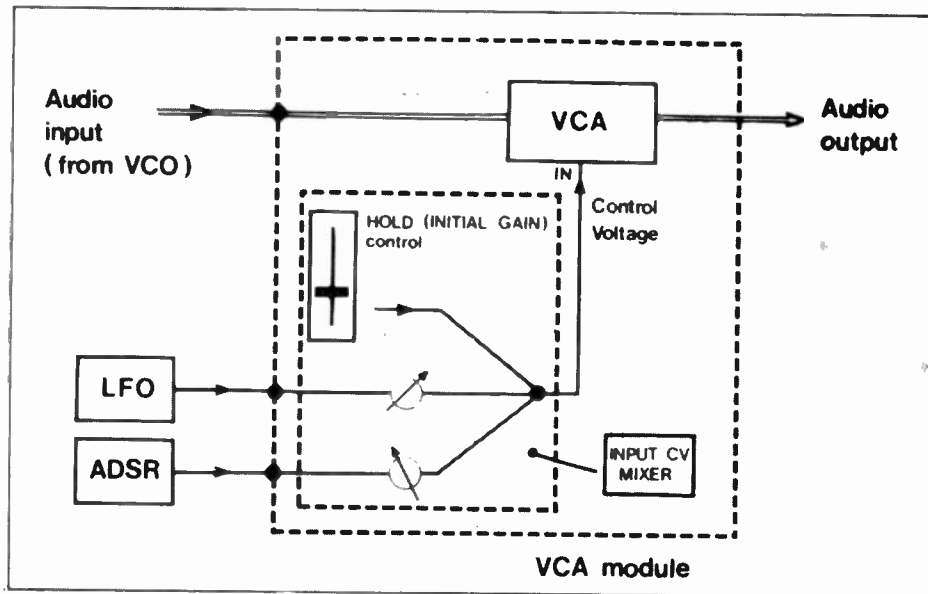 Audio
input
(from VCO)
VCA
Audio
output
IN
Control
Voltage
HOLD (INITIAL GAIN)
control
LFO
ADSR
INPUT CV
MIXER
VCA module